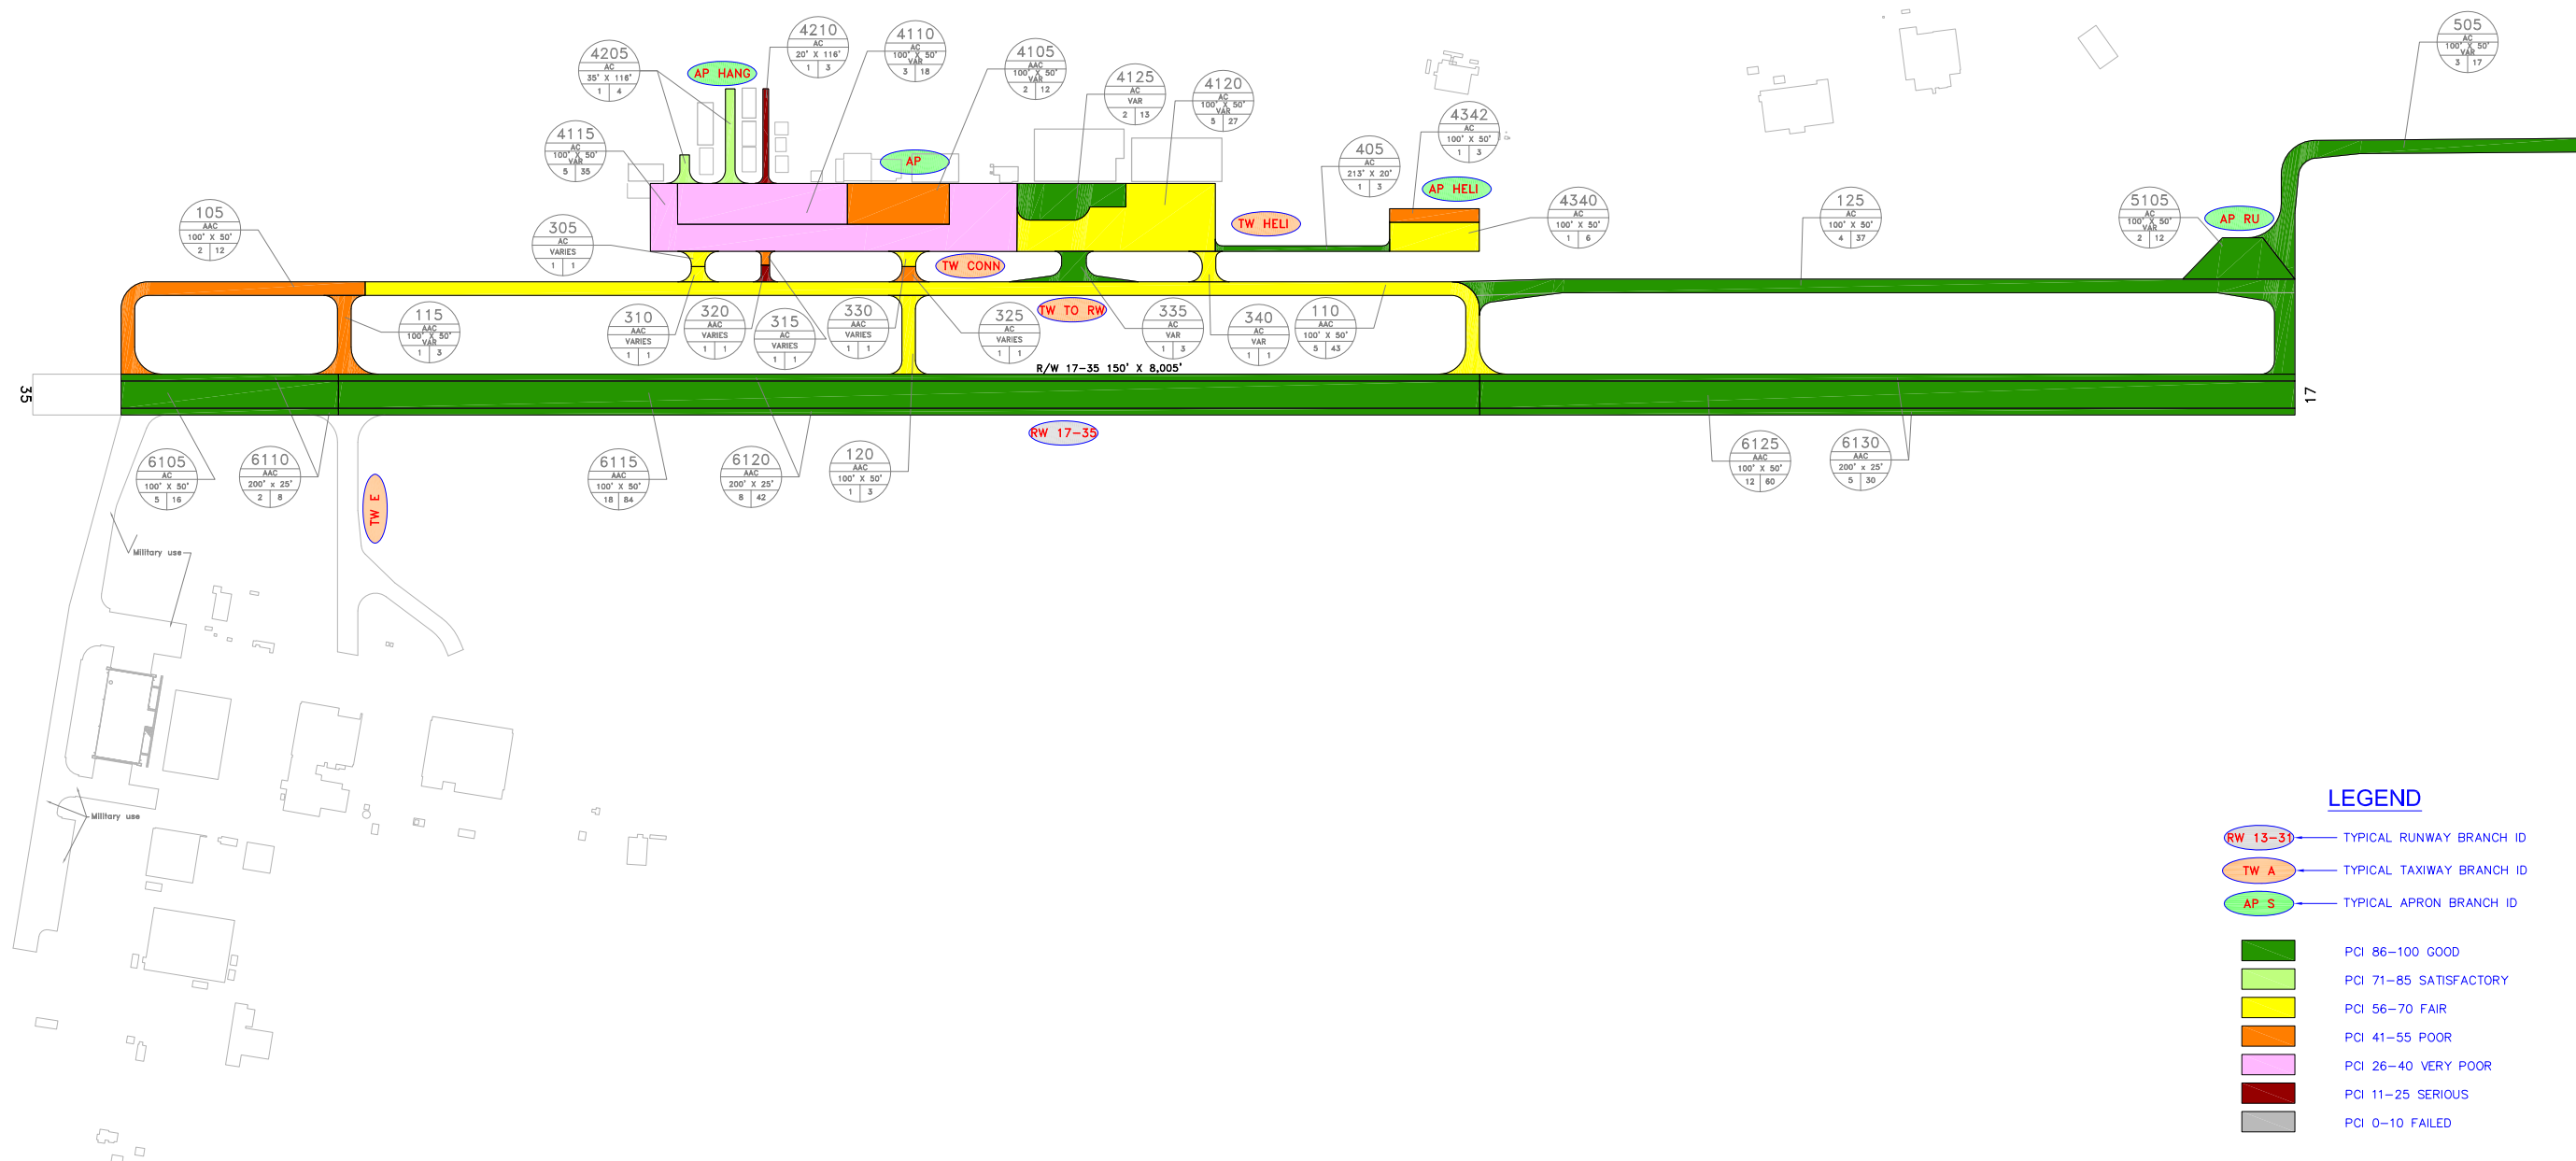 505
AC
100' X 50'
VAR
3 17
4210
AC
20' X 116'
1 3
4110
AC
100' X 50'
VAR
3 18
4205
AC
35' X 116'
1 4
AP HANG
4105
AAC
100' X 50'
VAR
2 12
4125
AC
VAR
2 13
4120
AC
100' X 50'
VAR
5 27
4342
AC
100' X 50'
1 3
4115
AC
100' X 50'
VAR
5 35
AP
405
AC
213' X 20'
1 3
AP HELI
105
AAC
100' X 50'
2 12
305
AC
VARIES
1 1
TW HELI
4340
AC
100' X 50'
1 6
125
AC
100' X 50'
4 37
5105
AC
100' X 50'
VAR
2 12
AP RU
TW CONN
115
AAC
100' X 50'
VAR
1 3
310
AAC
VARIES
1 1
320
AAC
VARIES
1 1
315
AC
VARIES
1 1
330
AAC
VARIES
1 1
325
AC
VARIES
1 1
TW TO RW
335
AC
VAR
1 3
340
AC
VAR
1 1
110
AAC
100' X 50'
5 43
R/W 17-35 150' X 8,005'
35
17
RW 17-35
6105
AC
100' X 50'
5 16
6110
AAC
200' x 25'
2 8
6115
AAC
100' X 50'
18 84
6120
AAC
200' X 25'
8 42
120
AAC
100' X 50'
1 3
6125
AAC
100' X 50'
12 60
6130
AAC
200' x 25'
5 30
TW E
Military use
Military use
LEGEND
RW 13-31 TYPICAL RUNWAY BRANCH ID
TW A TYPICAL TAXIWAY BRANCH ID
AP S TYPICAL APRON BRANCH ID
PCI 86-100 GOOD
PCI 71-85 SATISFACTORY
PCI 56-70 FAIR
PCI 41-55 POOR
PCI 26-40 VERY POOR
PCI 11-25 SERIOUS
PCI 0-10 FAILED